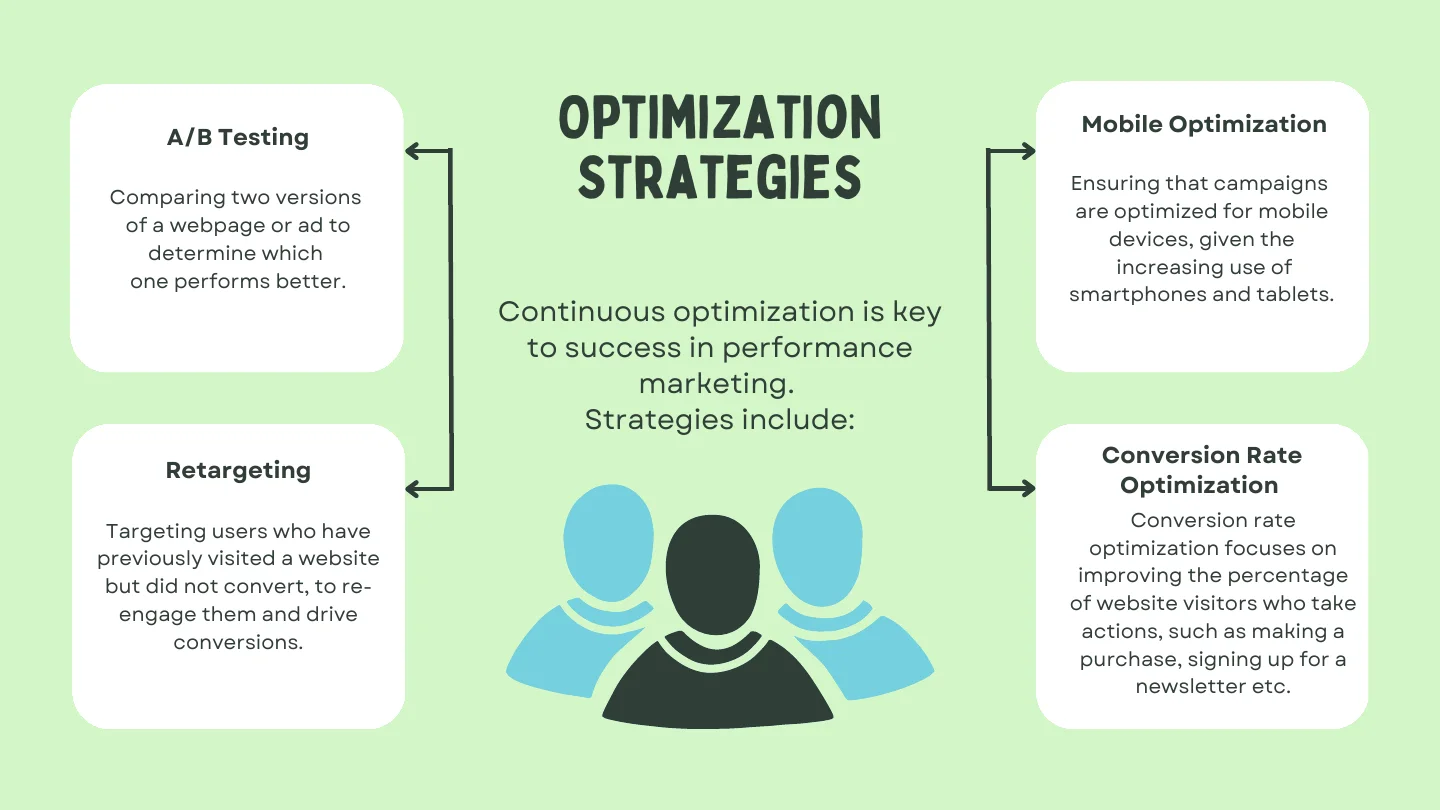 OPTIMIZATION
STRATEGIES
Continuous optimization is key
to success in performance
marketing.
Strategies include:
A/B Testing
Comparing two versions
of a webpage or ad to
determine which
one performs better.
Retargeting
Targeting users who have
previously visited a website
but did not convert, to re-
engage them and drive
conversions.
Mobile Optimization
Ensuring that campaigns
are optimized for mobile
devices, given the
increasing use of
smartphones and tablets.
Conversion Rate
Optimization
Conversion rate
optimization focuses on
improving the percentage
of website visitors who take
actions, such as making a
purchase, signing up for a
newsletter etc.